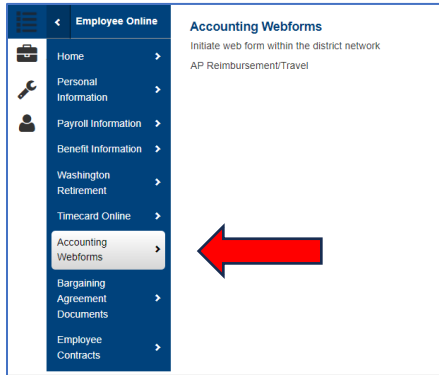 Employee Online
Home
Personal
Information
Payroll Information
Benefit Information
Washington
Retirement
Timecard Online
Accounting
Webforms
Bargaining
Agreement
Documents
Employee
Contracts
Accounting Webforms
Initiate web form within the district network
AP Reimbursement/Travel